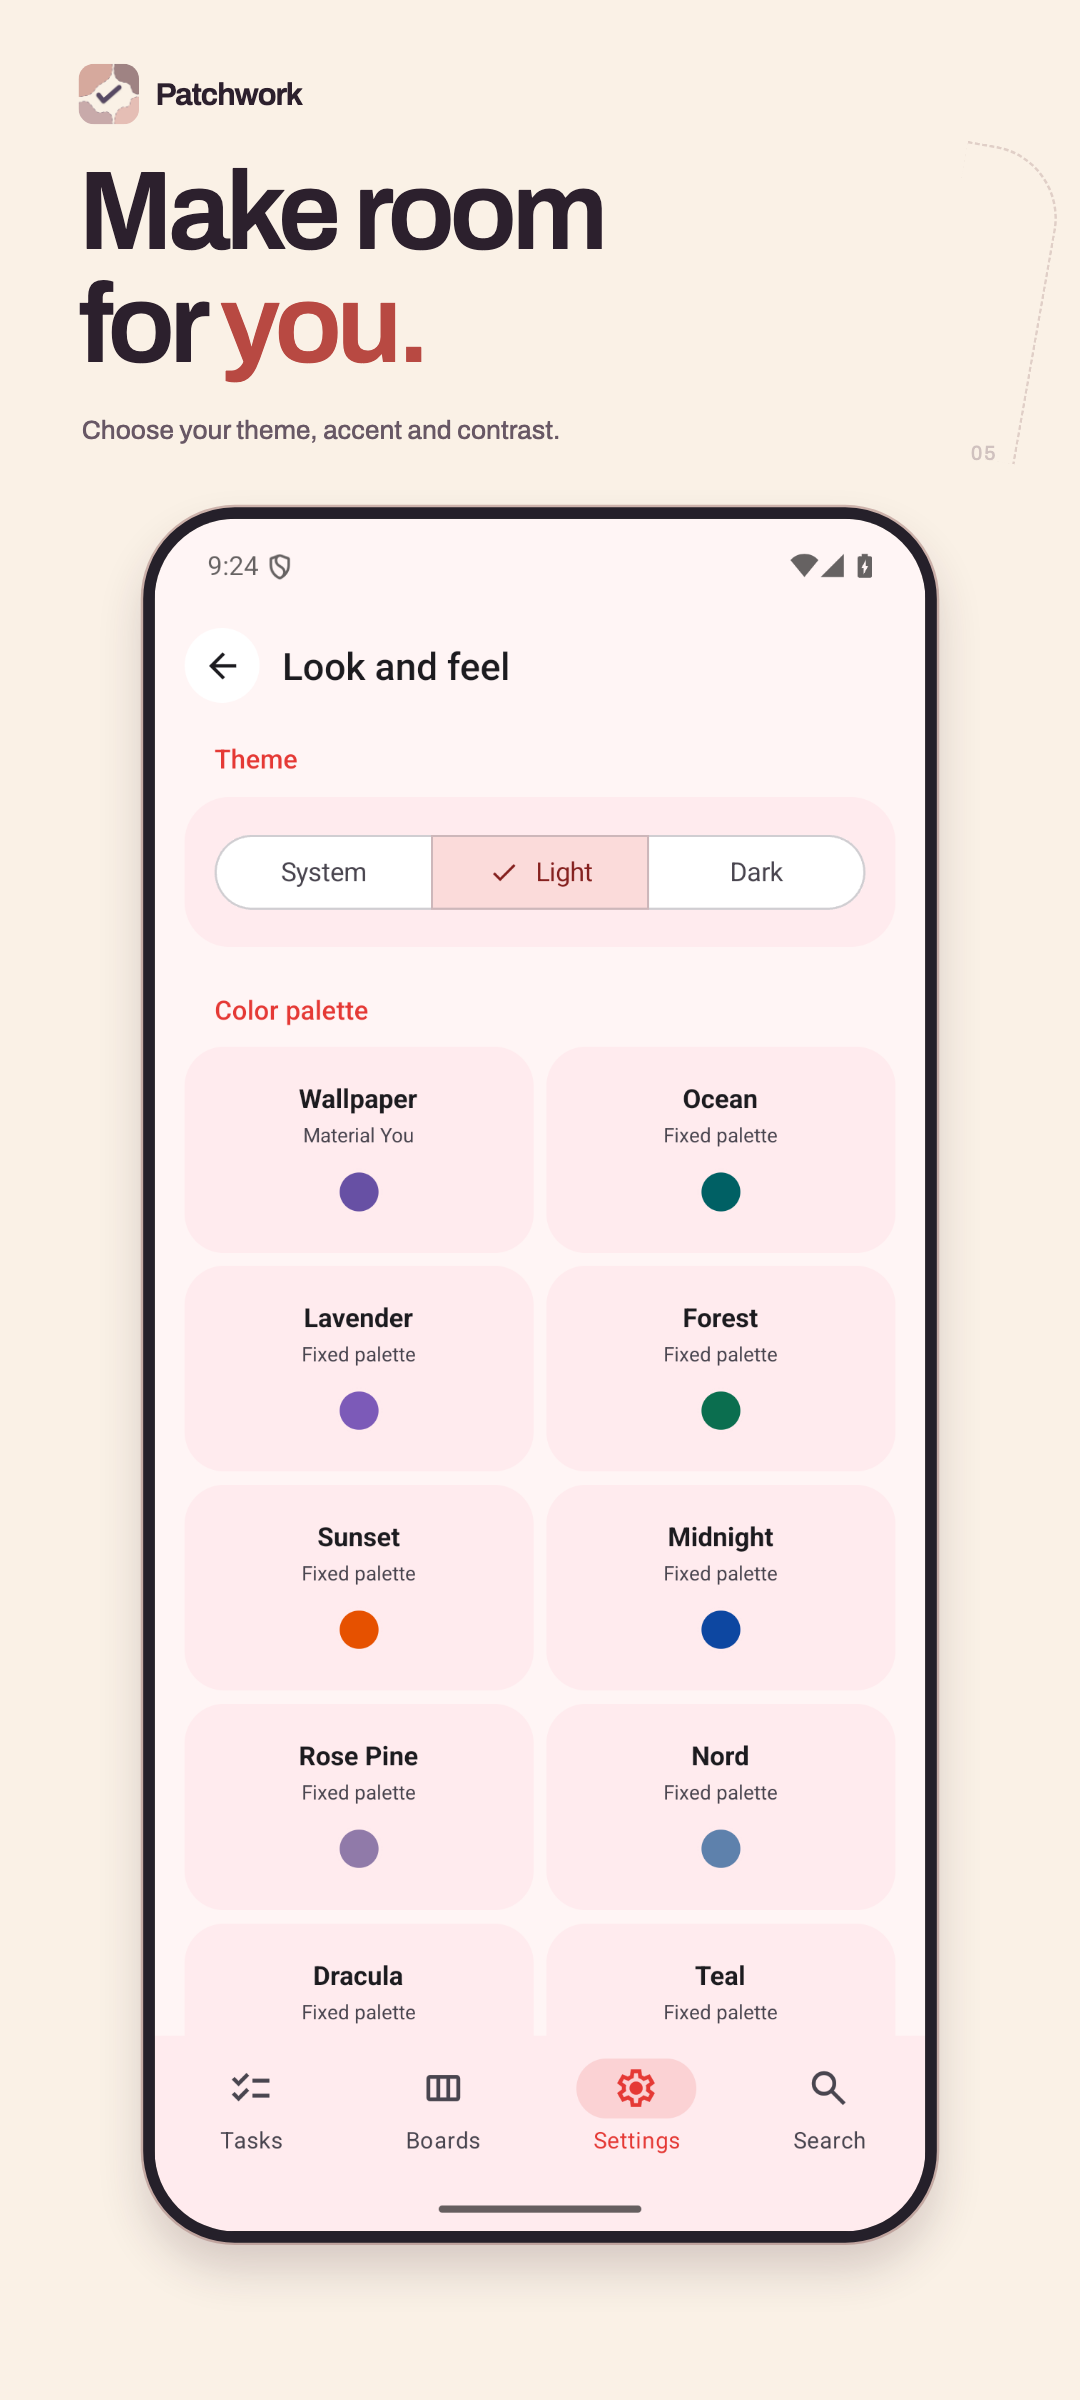 Patchwork
Make room
for you.
Choose your theme, accent and contrast.
05
9:24
Look and feel
Theme
System
Light
Dark
Color palette
Wallpaper
Material You
Ocean
Fixed palette
Lavender
Fixed palette
Forest
Fixed palette
Sunset
Fixed palette
Midnight
Fixed palette
Rose Pine
Fixed palette
Nord
Fixed palette
Dracula
Fixed palette
Teal
Fixed palette
Tasks
Boards
Settings
Search